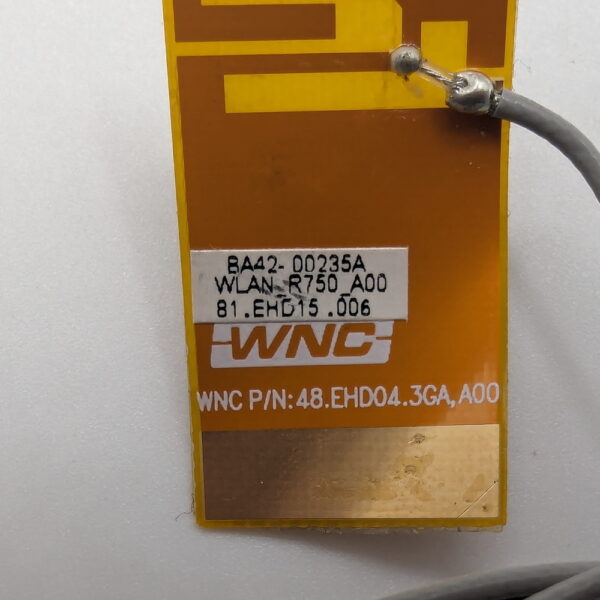 BA42-00235A
WLAN_R750_A00
81.EHD15.006
WNC
WNC P/N:48.EHD04.3GA,A00